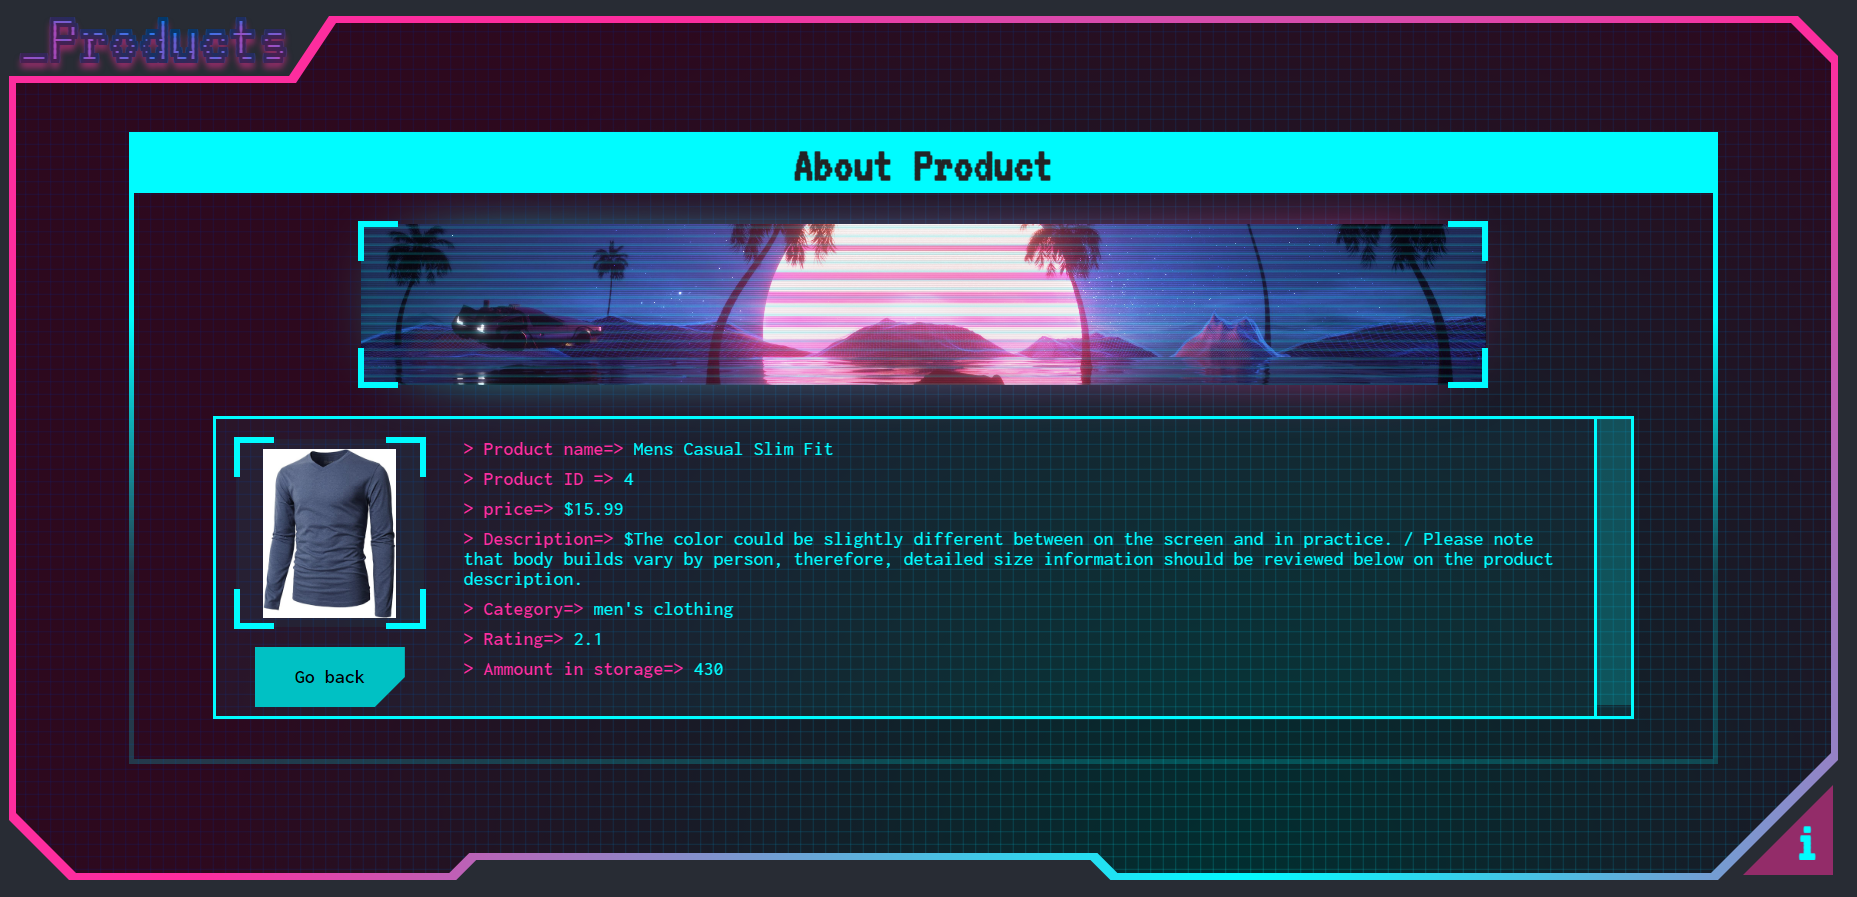 _Products
About Product
> Product name=> Mens Casual Slim Fit
> Product ID => 4
> price=> $15.99
> Description=> $The color could be slightly different between on the screen and in practice. / Please note
that body builds vary by person, therefore, detailed size information should be reviewed below on the product
description.
> Category=> men's clothing
> Rating=> 2.1
> Ammount in storage=> 430
Go back
i